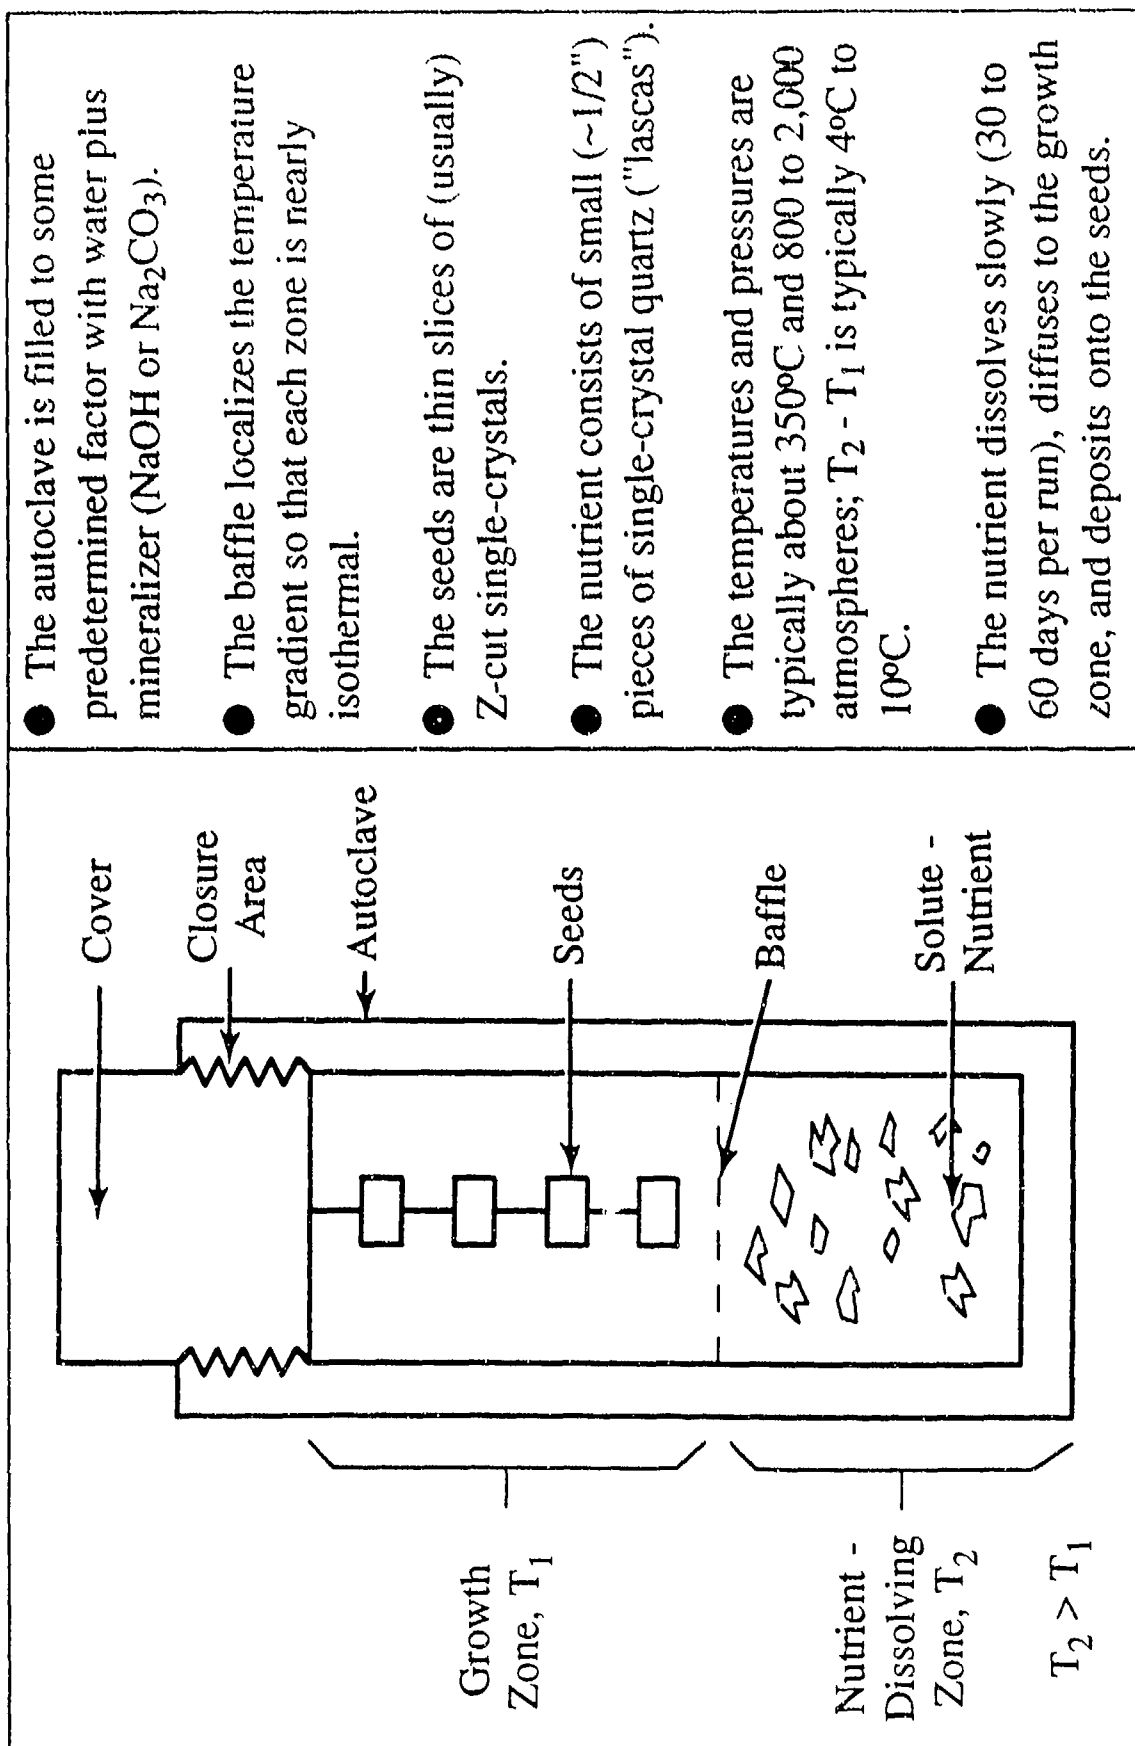 Cover
Closure
Area
Autoclave
Seeds
Baffle
Solute -
Nutrient
Growth
Zone, T1
Nutrient -
Dissolving
Zone, T2
T2 > T1
● The autoclave is filled to some
predetermined factor with water plus
mineralizer (NaOH or Na2CO3).
● The baffle localizes the temperature
gradient so that each zone is nearly
isothermal.
● The seeds are thin slices of (usually)
Z-cut single-crystals.
● The nutrient consists of small (~1/2")
pieces of single-crystal quartz ("lascas").
● The temperatures and pressures are
typically about 350ºC and 800 to 2,000
atmospheres; T2 - T1 is typically 4ºC to
10ºC.
● The nutrient dissolves slowly (30 to
60 days per run), diffuses to the growth
zone, and deposits onto the seeds.